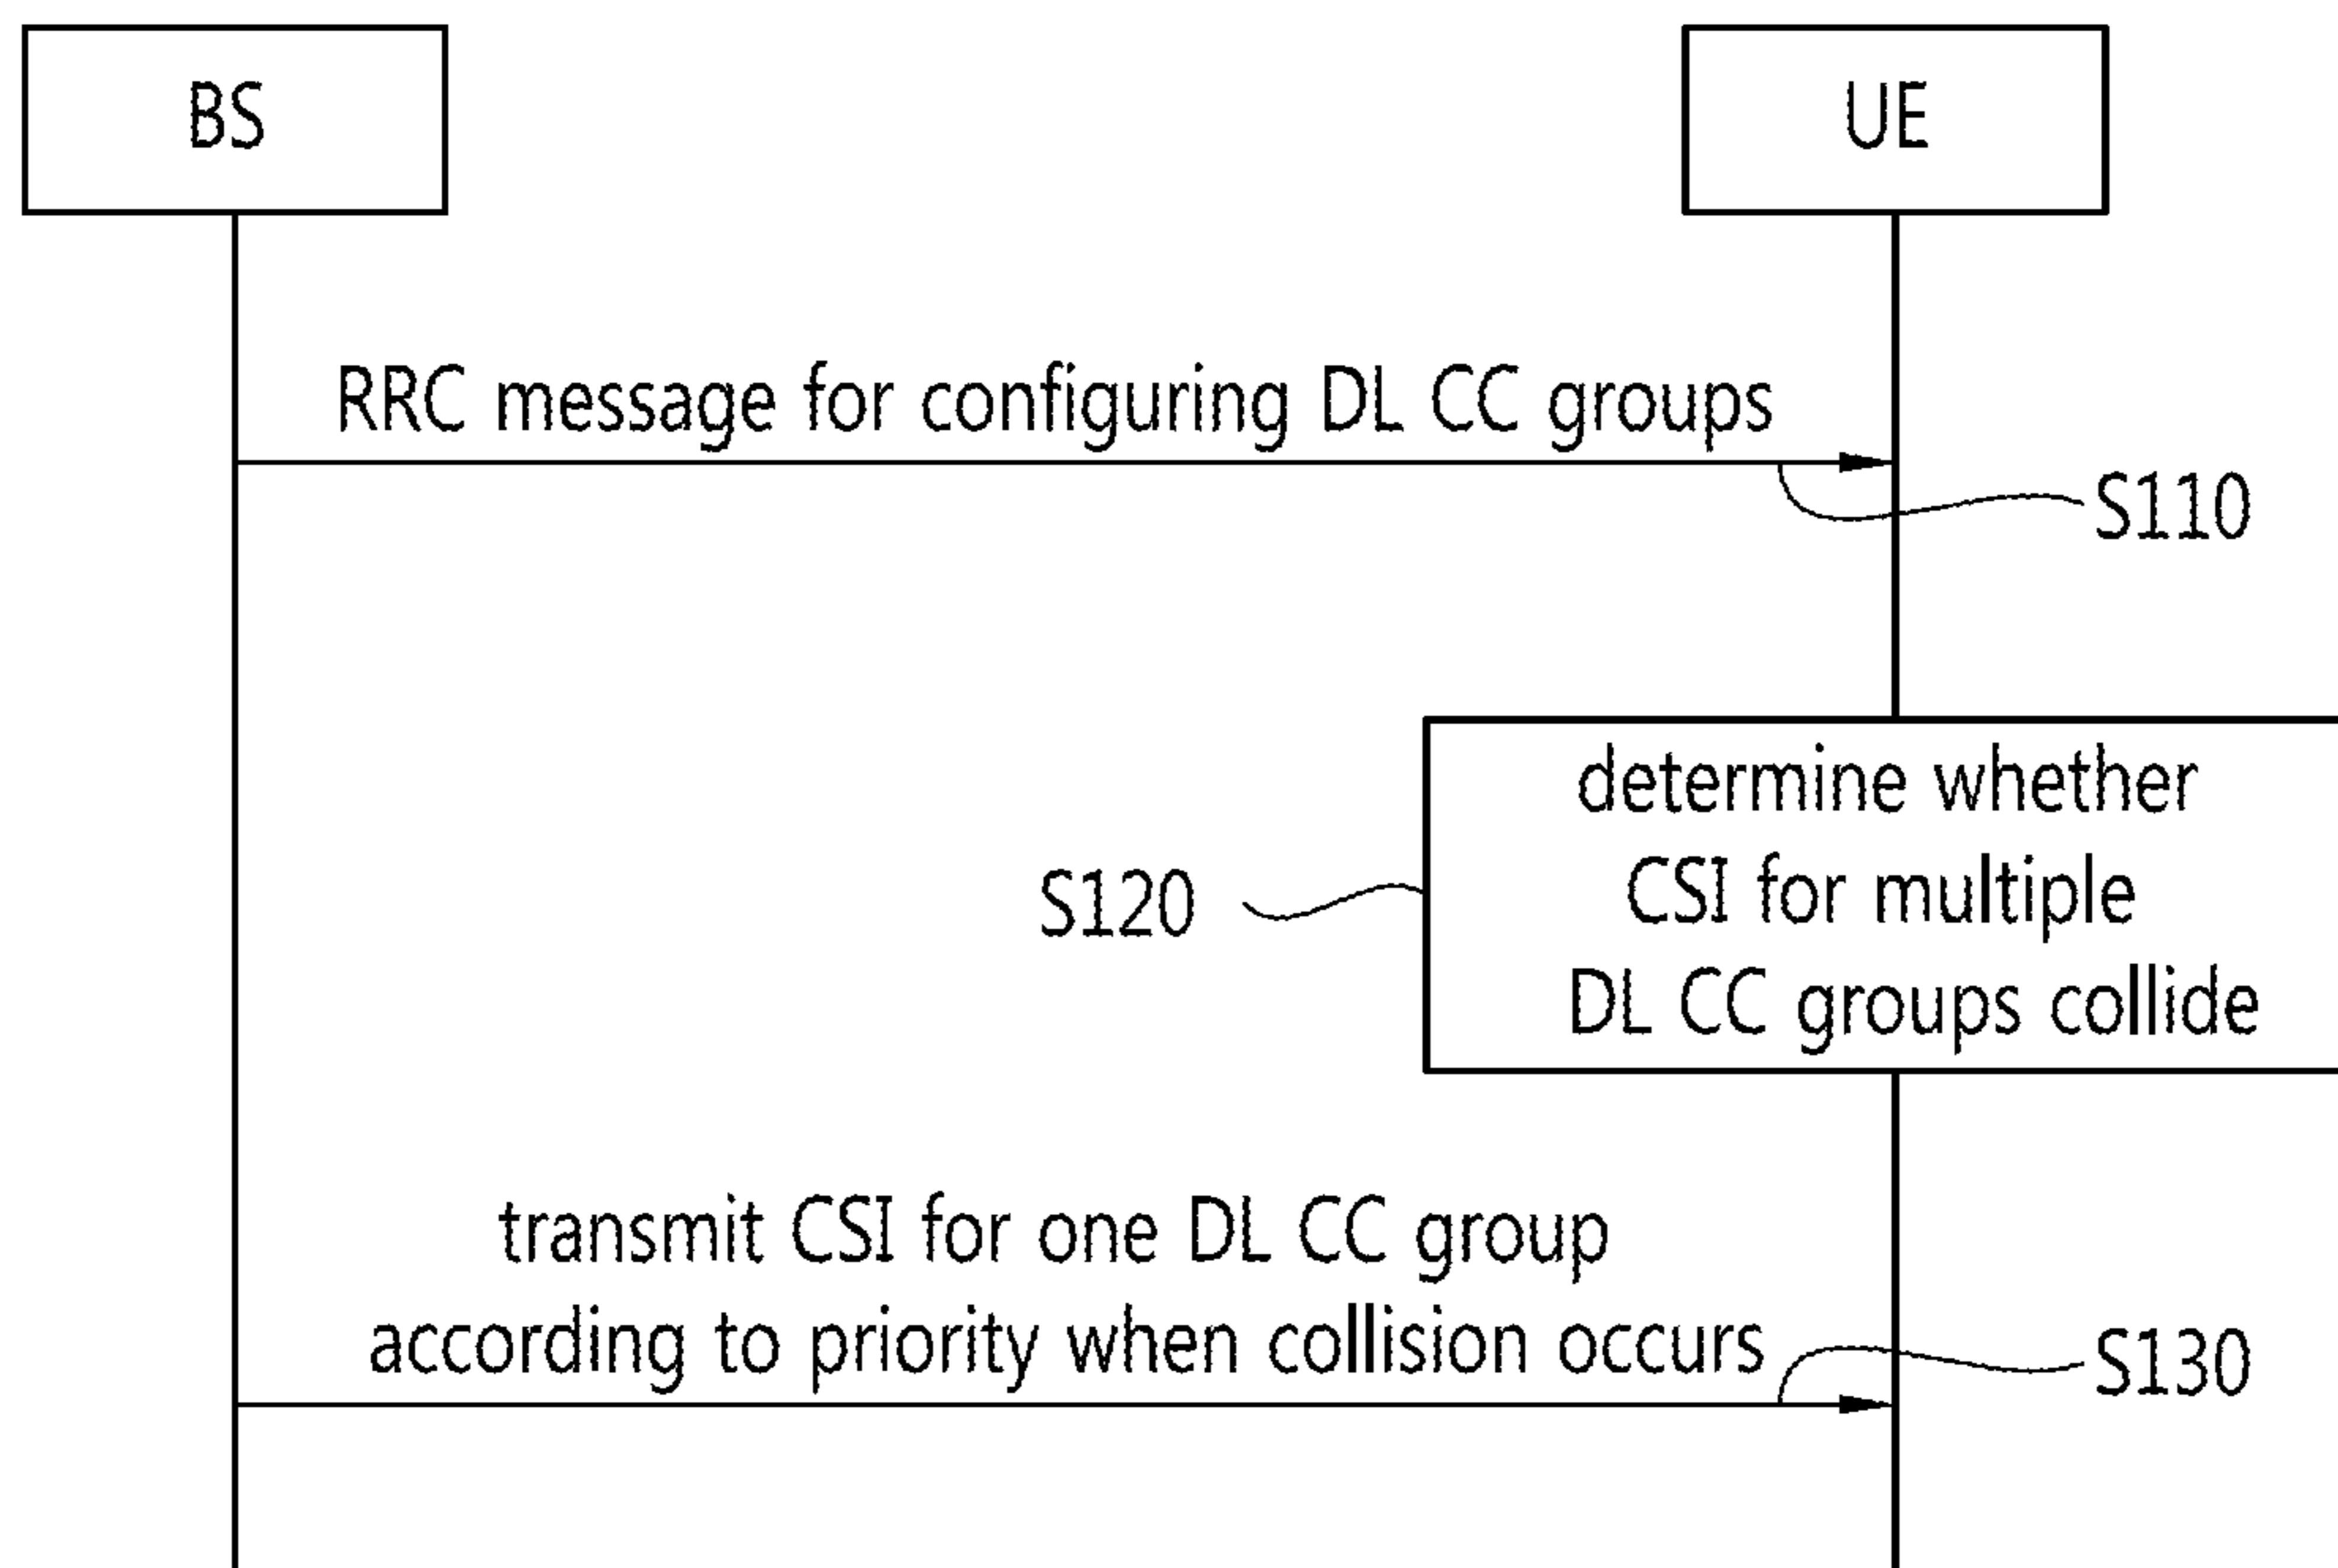 BS
UE
RRC message for configuring DL CC groups
S110
determine whether
CSI for multiple
DL CC groups collide
S120
transmit CSI for one DL CC group
according to priority when collision occurs
S130